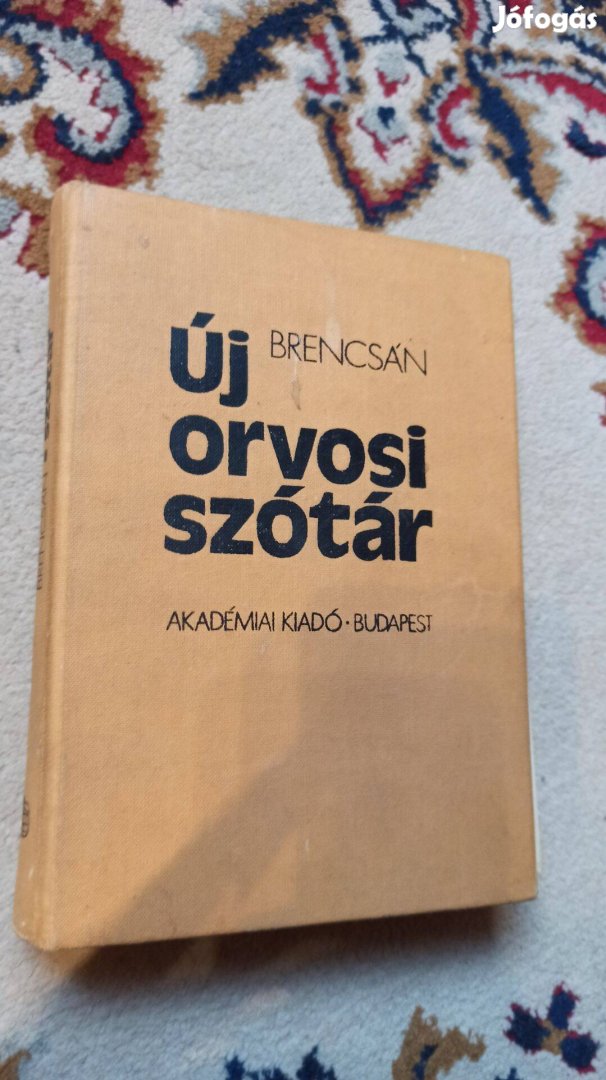 Jófogás
BRENCSÁN
Új
orvosi
szótár
AKADÉMIAI KIADÓ · BUDAPEST